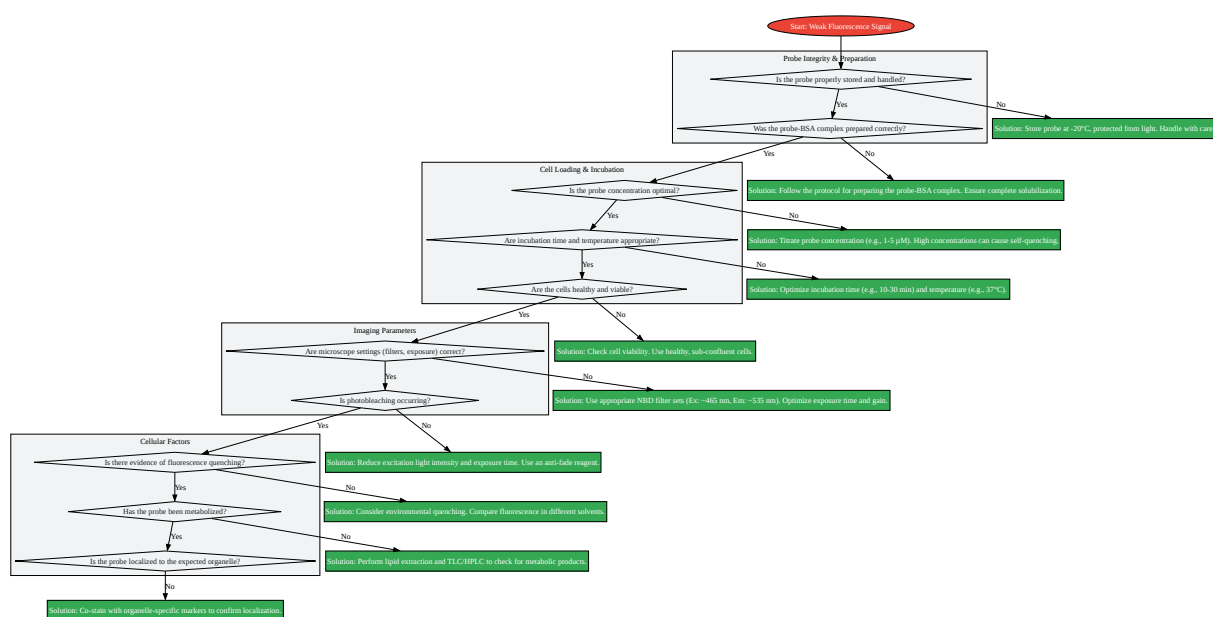 Start: Weak Fluorescence Signal
Probe Integrity & Preparation
Is the probe properly stored and handled?
No
Yes
Solution: Store probe at -20°C, protected from light. Handle with care
Was the probe-BSA complex prepared correctly?
Yes
No
Cell Loading & Incubation
Is the probe concentration optimal?
Solution: Follow the protocol for preparing the probe-BSA complex. Ensure complete solubilization.
Yes
No
Are incubation time and temperature appropriate?
Solution: Titrate probe concentration (e.g., 1-5 µM). High concentrations can cause self-quenching.
Yes
No
Are the cells healthy and viable?
Solution: Optimize incubation time (e.g., 10-30 min) and temperature (e.g., 37°C).
Yes
No
Imaging Parameters
Are microscope settings (filters, exposure) correct?
Solution: Check cell viability. Use healthy, sub-confluent cells.
Yes
No
Is photobleaching occurring?
Solution: Use appropriate NBD filter sets (Ex: ~465 nm, Em: ~535 nm). Optimize exposure time and gain.
Yes
No
Cellular Factors
Is there evidence of fluorescence quenching?
Solution: Reduce excitation light intensity and exposure time. Use an anti-fade reagent.
Yes
No
Has the probe been metabolized?
Solution: Consider environmental quenching. Compare fluorescence in different solvents.
Yes
No
Is the probe localized to the expected organelle?
Solution: Perform lipid extraction and TLC/HPLC to check for metabolic products.
No
Solution: Co-stain with organelle-specific markers to confirm localization.